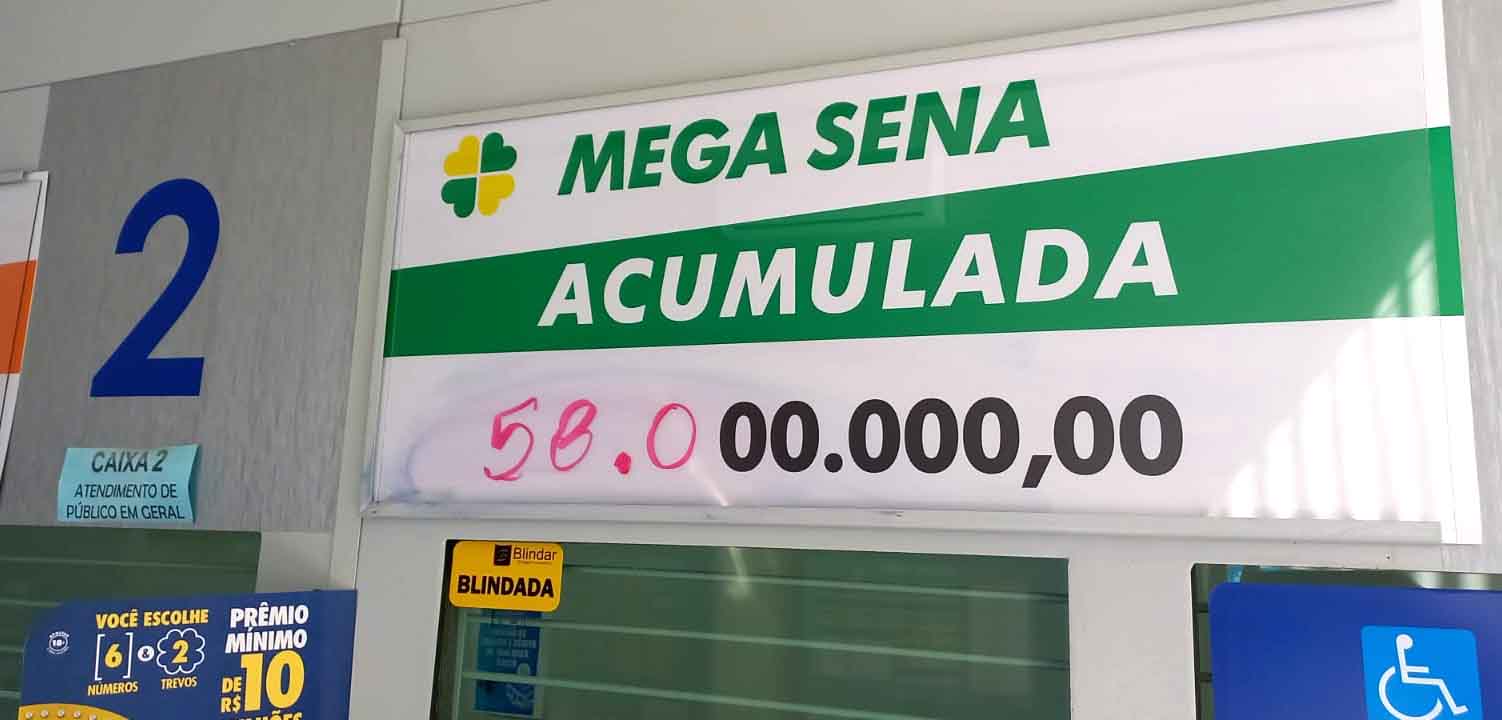 MEGA SENA
ACUMULADA
58.000.000,00
2
CAIXA 2
ATENDIMENTO DE
PÚBLICO EM GERAL
Blindar
BLINDADA
VOCÊ ESCOLHE
6 & 2
NÚMEROS TREVOS
PRÊMIO
MÍNIMO
DE
R$ 10